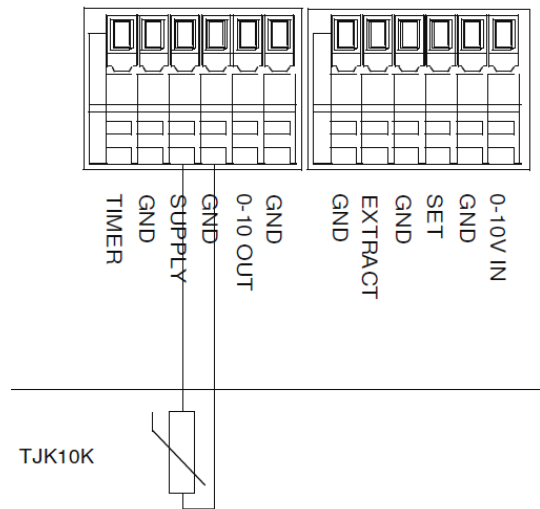 TIMER
GND
SUPPLY
GND
0-10 OUT
GND
GND
EXTRACT
GND
SET
GND
0-10V IN
TJK10K